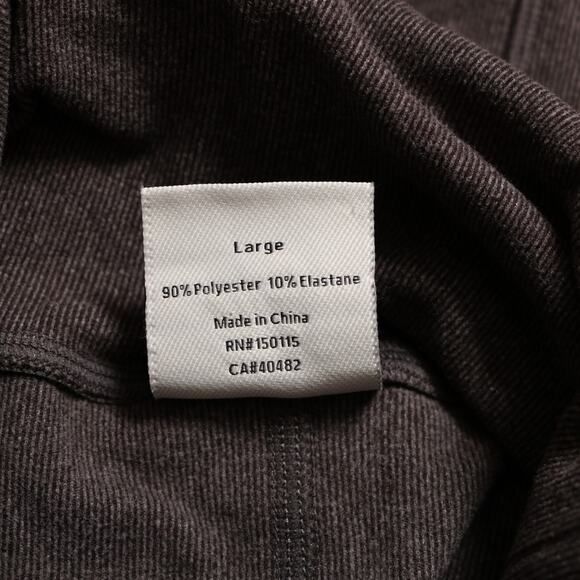 Large
90% Polyester 10% Elastane
Made in China
RN#150115
CA#40482